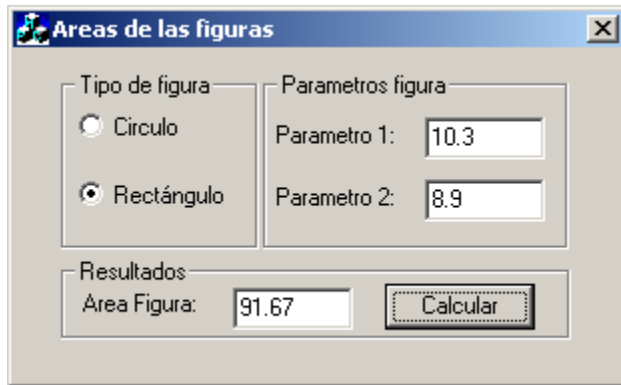 Areas de las figuras
Tipo de figura
Circulo
Rectángulo
Parametros figura
Parametro 1: 10.3
Parametro 2: 8.9
Resultados
Area Figura: 91.67 Calcular